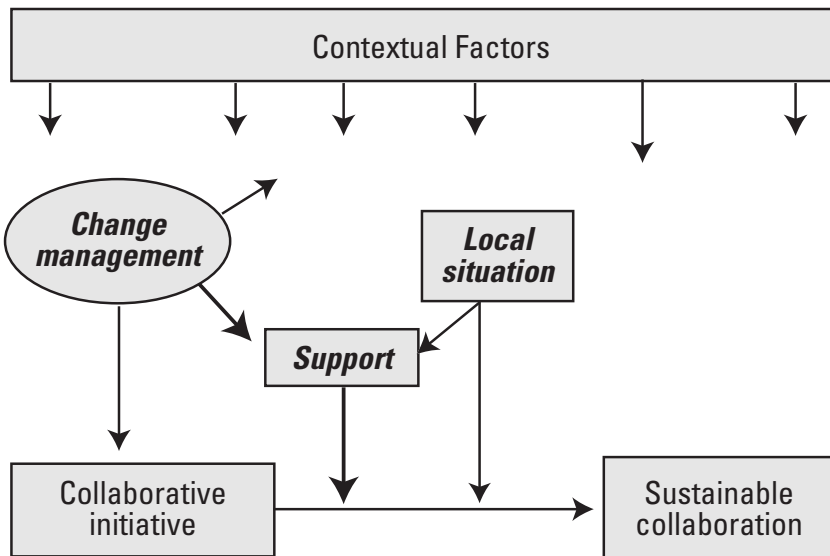 Contextual Factors
Change
management
Local
situation
Support
Collaborative
initiative
Sustainable
collaboration